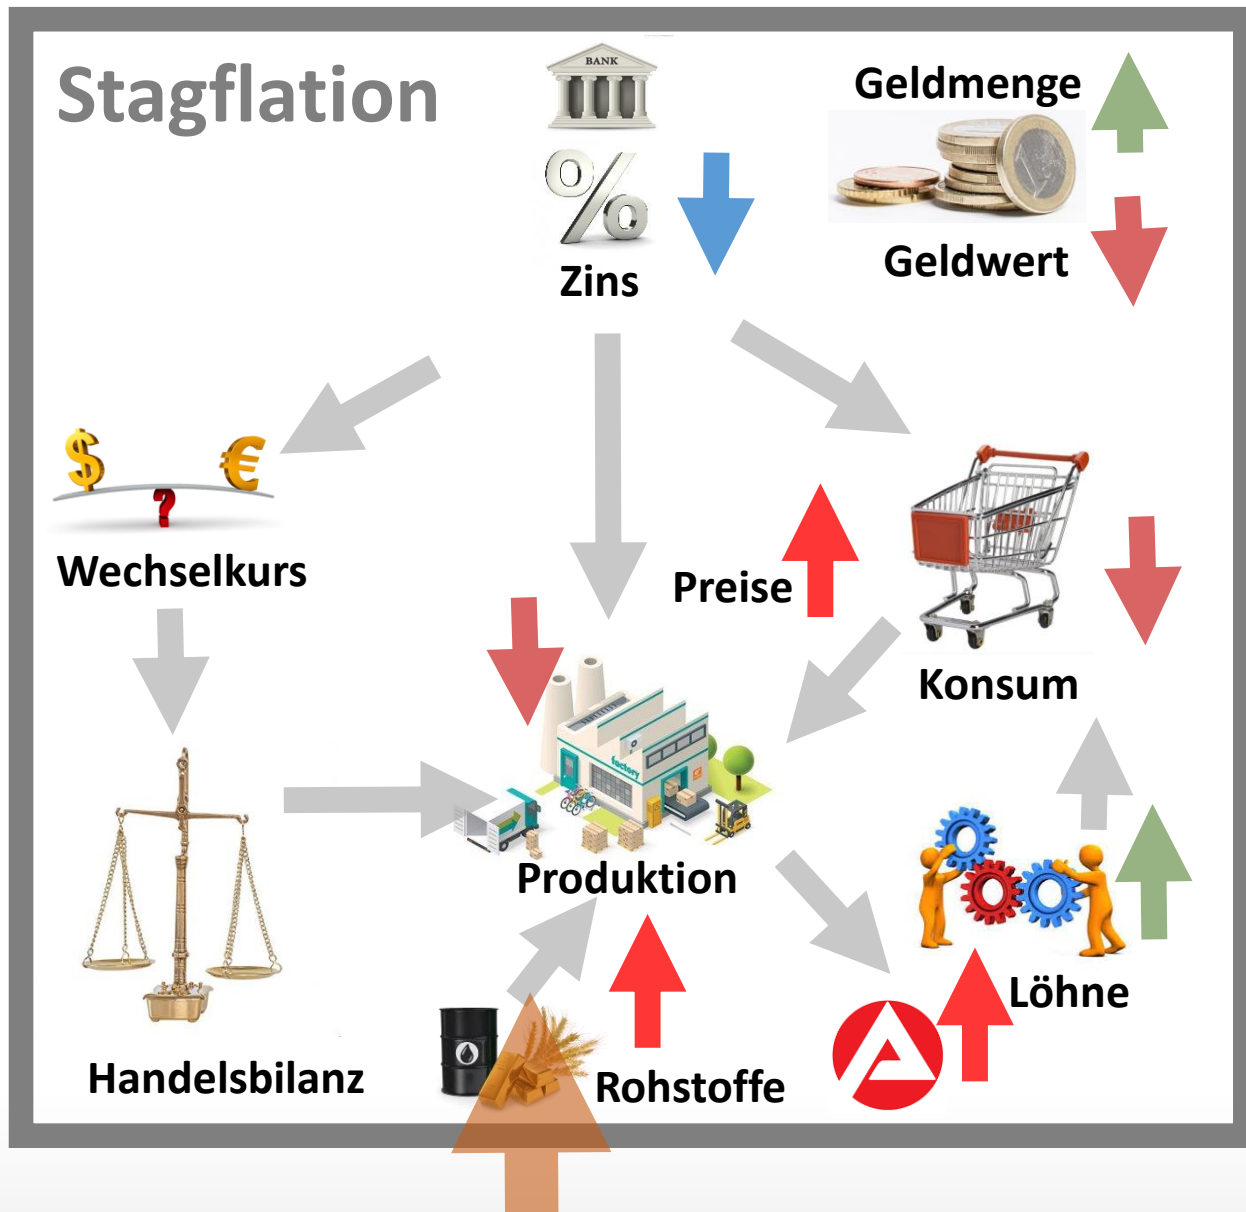 Stagflation
BANK
Geldmenge
%
Zins
Geldwert
$ €
?
Wechselkurs
Preise
Konsum
factory
Produktion
Löhne
Handelsbilanz
Rohstoffe